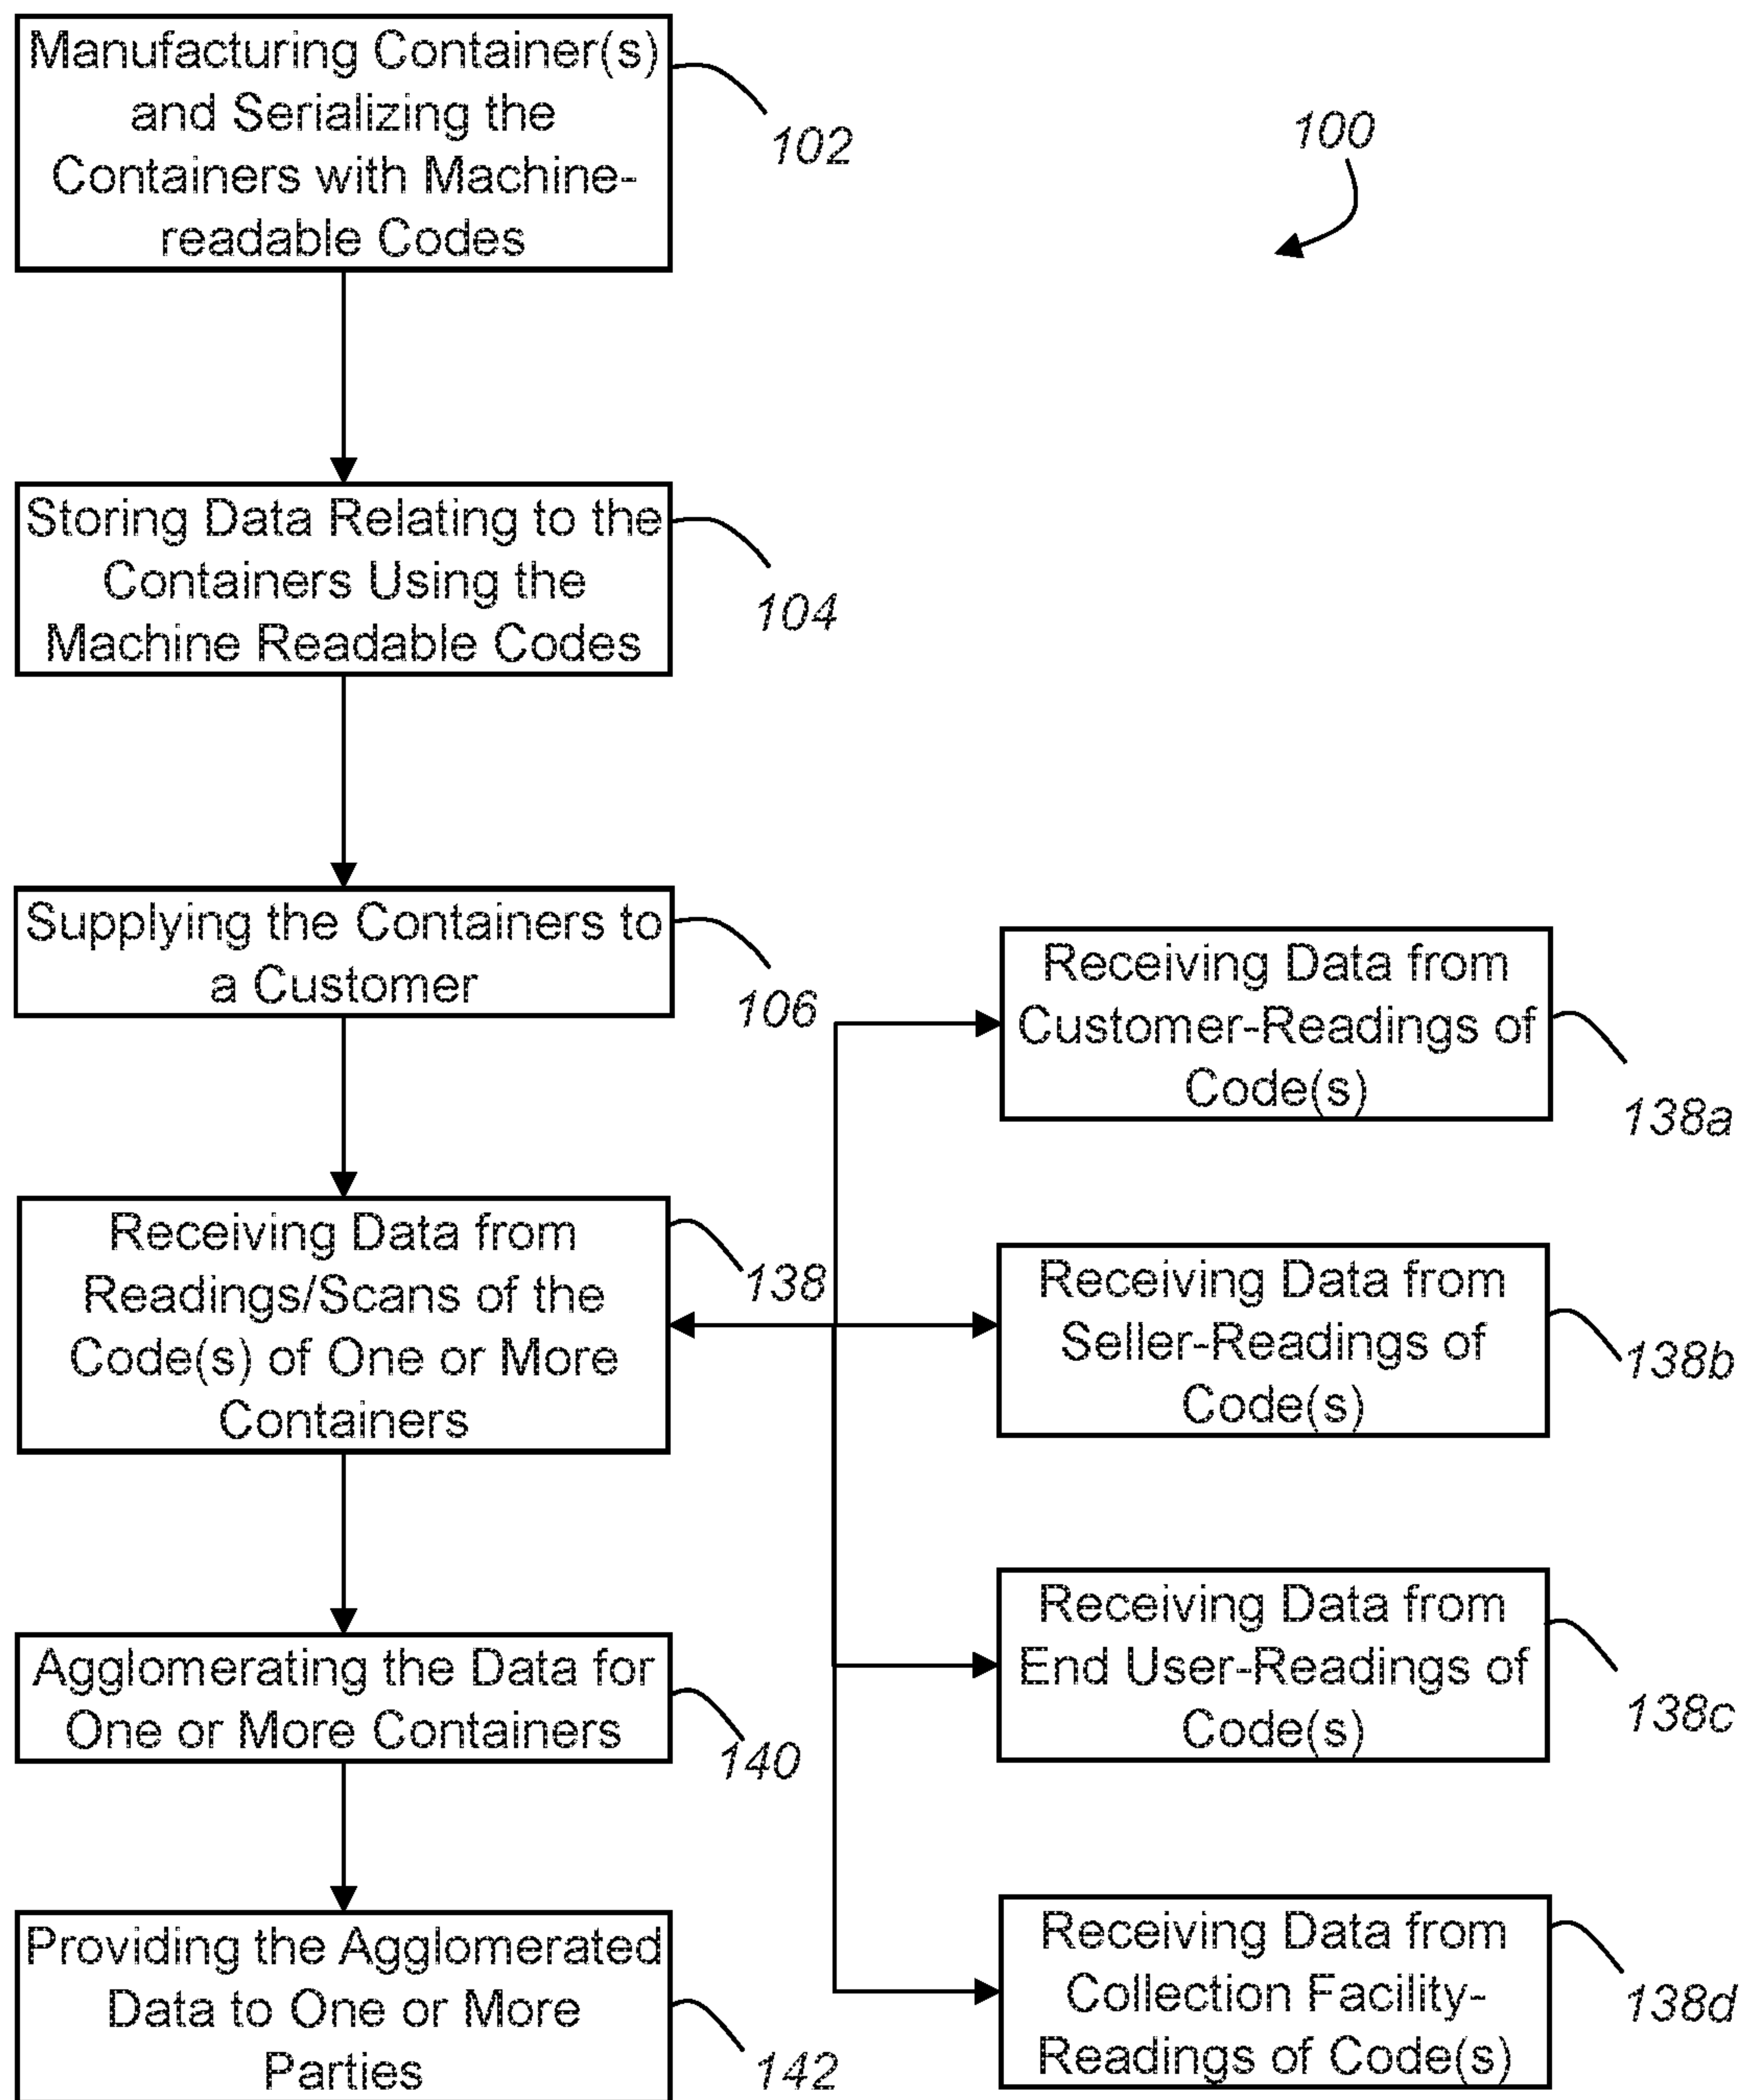 Manufacturing Container(s)
and Serializing the
Containers with Machine-
readable Codes
102
100
Storing Data Relating to the
Containers Using the
Machine Readable Codes
104
Supplying the Containers to
a Customer
106
Receiving Data from
Customer-Readings of
Code(s)
138a
Receiving Data from
Readings/Scans of the
Code(s) of One or More
Containers
138
Receiving Data from
Seller-Readings of
Code(s)
138b
Receiving Data from
End User-Readings of
Code(s)
138c
Agglomerating the Data for
One or More Containers
140
Receiving Data from
Collection Facility-
Readings of Code(s)
138d
Providing the Agglomerated
Data to One or More
Parties
142